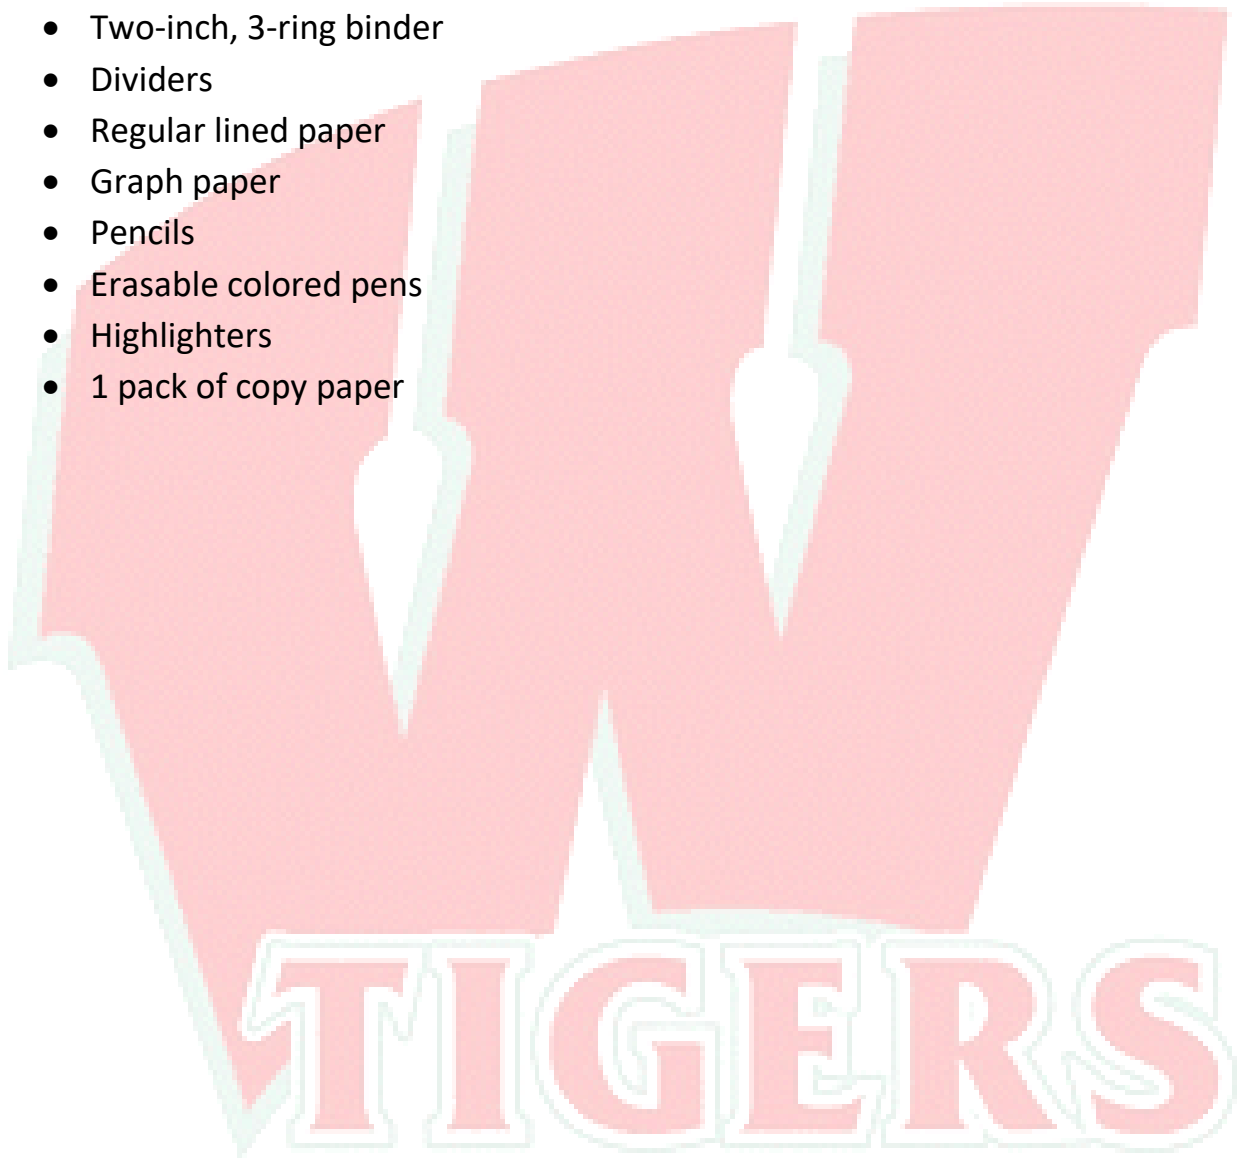 • Two-inch, 3-ring binder
• Dividers
• Regular lined paper
• Graph paper
• Pencils
• Erasable colored pens
• Highlighters
• 1 pack of copy paper
W
TIGERS